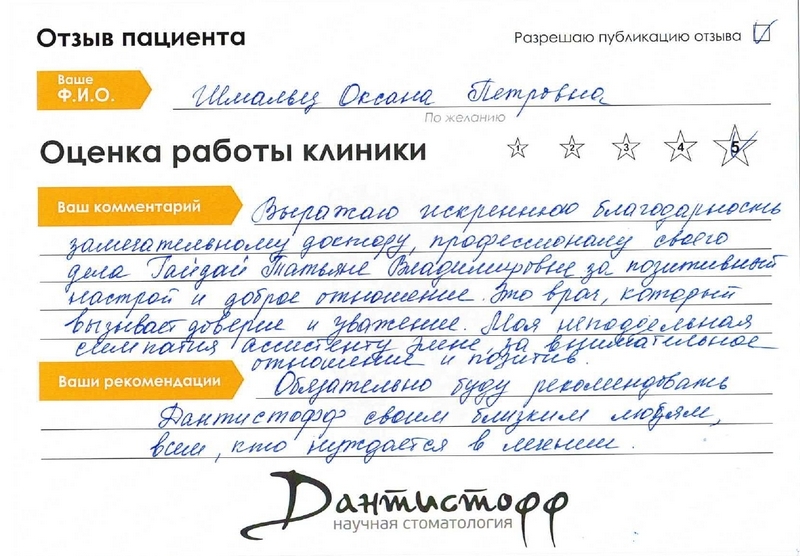 Отзыв пациента
Разрешаю публикацию отзыва
Ваше
Ф.И.О.
Шмальц Оксана Петровна
По желанию
Оценка работы клиники
1 2 3 4 5
Ваш комментарий
Выражаю искреннюю благодарность
замечательному доктору, профессионалу своего
дела Гайдай Татьяне Владимировне за позитивный
настрой и доброе отношение. Это врач, который
вызывает доверие и уважение. Моя неподдельная
симпатия ассистенту Элине, за внимательное
отношение и позитив.
Ваши рекомендации
Обязательно буду рекомендовать
Дантистофф своим близким людям,
всем, кто нуждается в лечении.
Дантистофф
научная стоматология